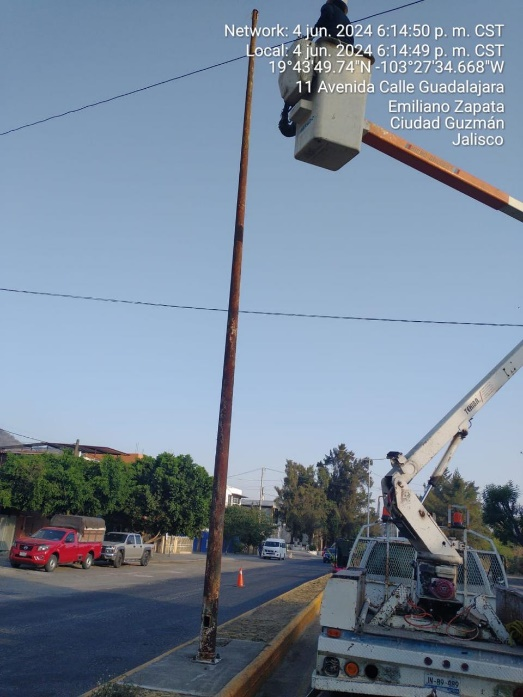 Network: 4 jun. 2024 6:14:50 p. m. CST
Local: 4 jun. 2024 6:14:49 p. m. CST
19°43'49.74"N -103°27'34.668"W
11 Avenida Calle Guadalajara
Emiliano Zapata
Ciudad Guzmán
Jalisco